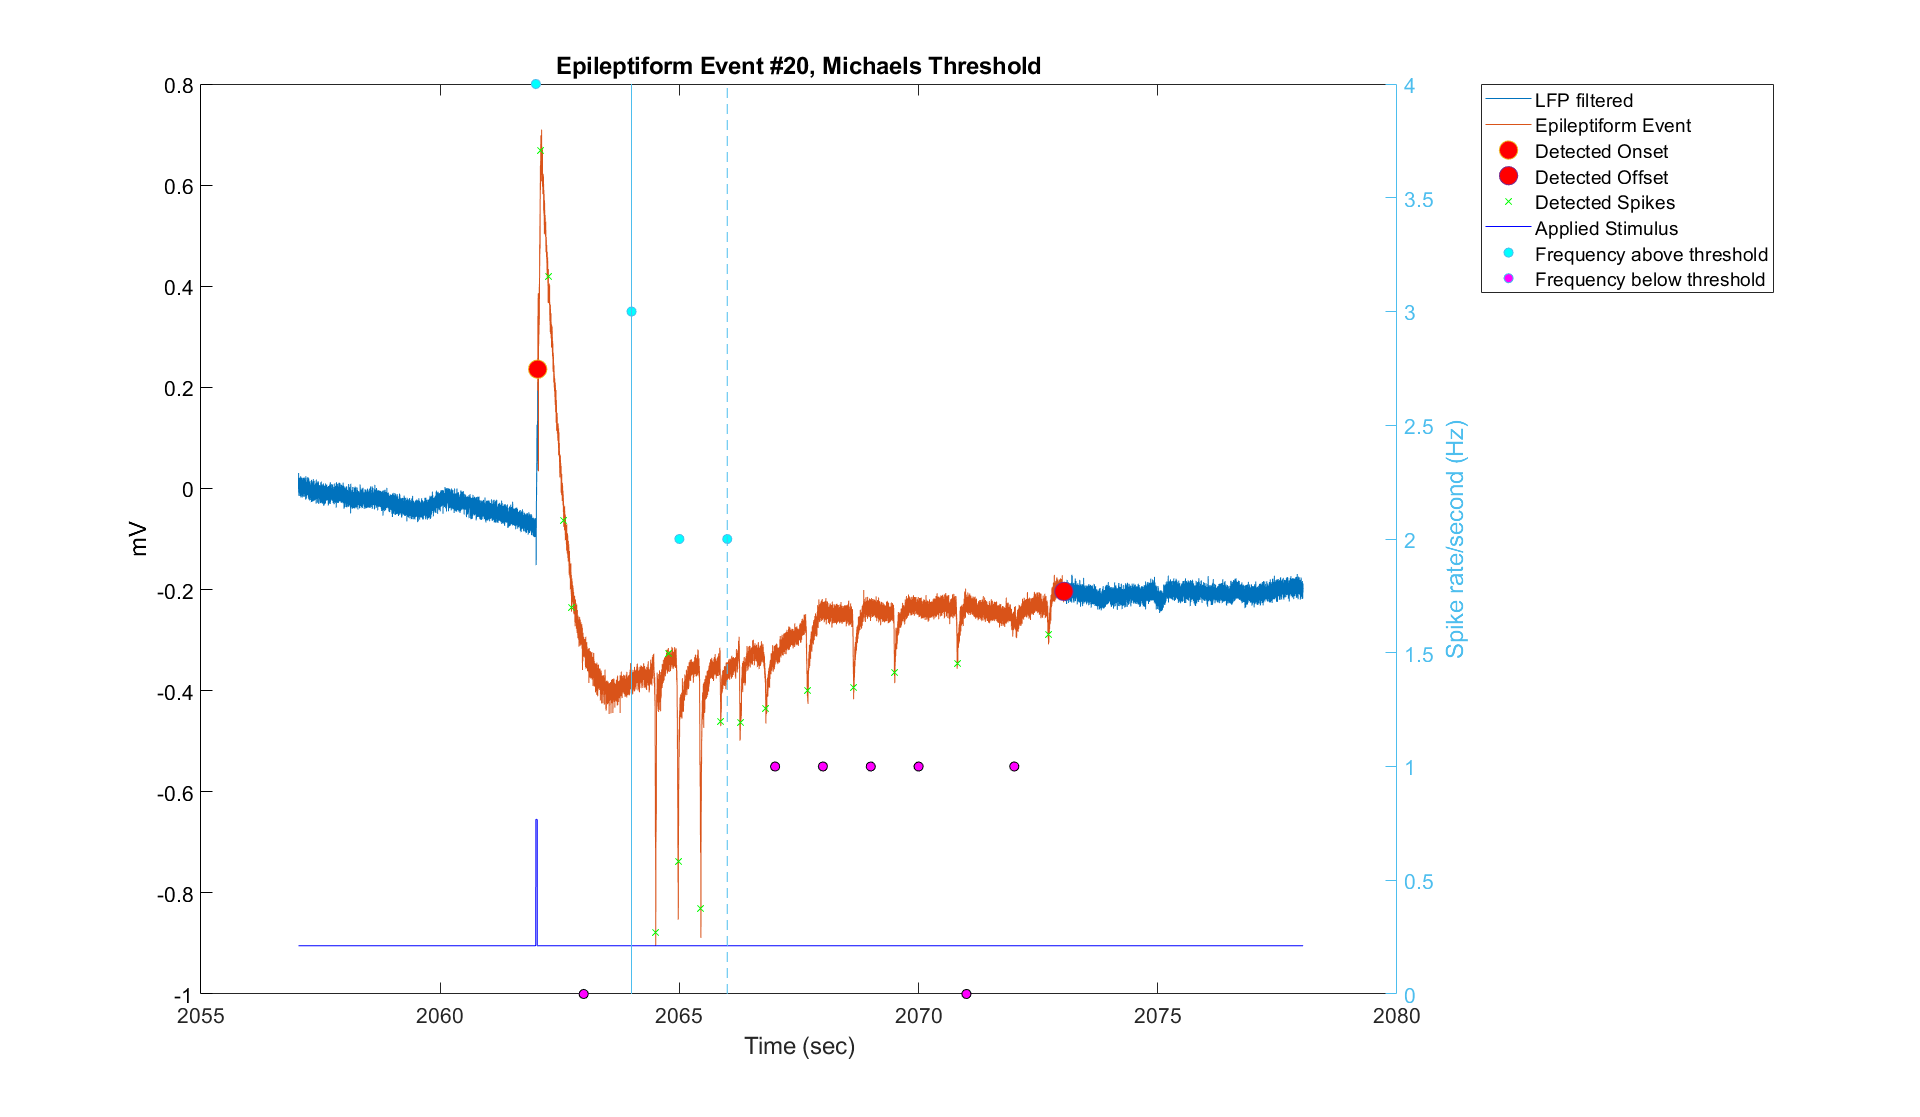 Epileptiform Event #20, Michaels Threshold
0.8
0.6
0.4
0.2
0
-0.2
-0.4
-0.6
-0.8
-1
mV
2055
2060
2065
2070
2075
2080
Time (sec)
4
3.5
3
2.5
2
1.5
1
0.5
0
Spike rate/second (Hz)
LFP filtered
Epileptiform Event
Detected Onset
Detected Offset
Detected Spikes
Applied Stimulus
Frequency above threshold
Frequency below threshold